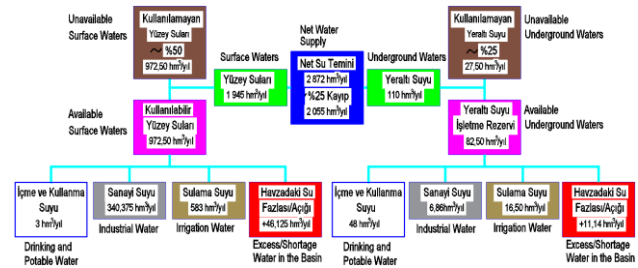 Unavailable
Surface Waters
Kullanılamayan
Yüzey Suları
~ %50
972,50 hm³/yıl
Net Water
Supply
Kullanılamayan
Yeraltı Suyu
~ %25
27,50 hm³/yıl
Unavailable
Underground Waters
Surface Waters
Yüzey Suları
1 945 hm³/yıl
Net Su Temini
2 872 hm³/yıl
~%25 Kayıp
2 055 hm³/yıl
Underground Waters
Yeraltı Suyu
110 hm³/yıl
Available
Surface Waters
Kullanılabilir
Yüzey Suları
972,50 hm³/yıl
Yeraltı Suyu
İşletme Rezervi
82,50 hm³/yıl
Available
Underground Waters
İçme ve Kullanma
Suyu
3 hm³/yıl
Sanayi Suyu
340,375 hm³/yıl
Sulama Suyu
583 hm³/yıl
Havzadaki Su
Fazlası/Açığı
+46,125 hm³/yıl
İçme ve Kullanma
Suyu
48 hm³/yıl
Sanayi Suyu
6,86hm³/yıl
Sulama Suyu
16,50 hm³/yıl
Havzadaki Su
Fazlası/Açığı
+11,14 hm³/yıl
Drinking and
Potable Water
Industrial Water
Irrigation Water
Excess/Shortage
Water in the Basin
Drinking and
Potable Water
Industrial Water
Irrigation Water
Excess/Shortage
Water in the Basin